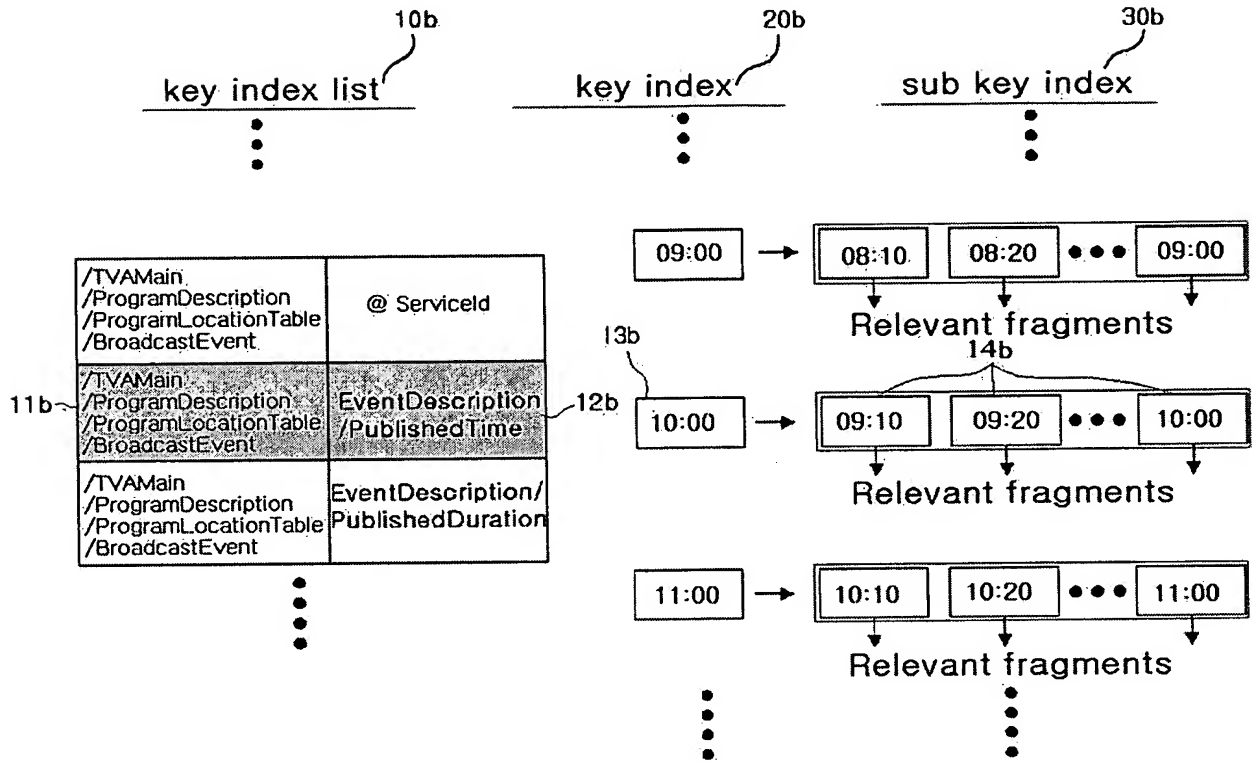 10b
20b
30b
key index list
key index
sub key index
/TVAMain
/ProgramDescription
/ProgramLocationTable
/BroadcastEvent
@ ServiceId
11b
/TVAMain
/ProgramDescription
/ProgramLocationTable
/BroadcastEvent
EventDescription
/PublishedTime
12b
/TVAMain
/ProgramDescription
/ProgramLocationTable
/BroadcastEvent
EventDescription/
PublishedDuration
09:00
08:10
08:20
09:00
Relevant fragments
13b
14b
10:00
09:10
09:20
10:00
Relevant fragments
11:00
10:10
10:20
11:00
Relevant fragments